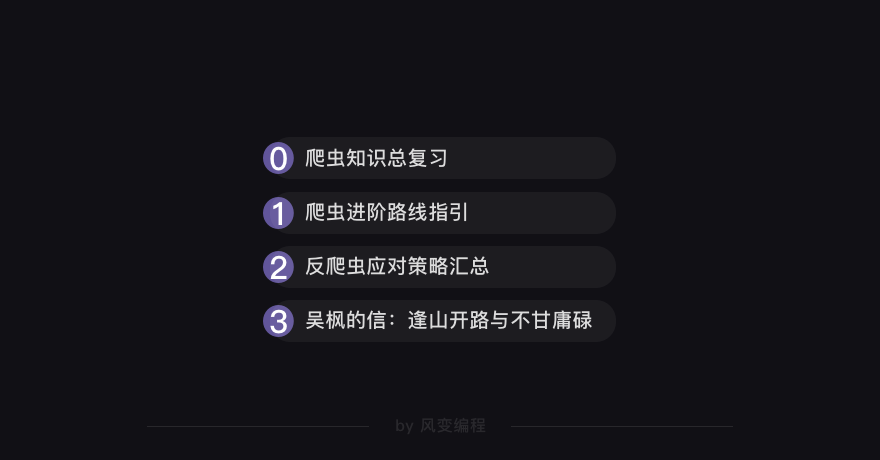 0 爬虫知识总复习
1 爬虫进阶路线指引
2 反爬虫应对策略汇总
3 吴枫的信：逢山开路与不甘庸碌
by 风变编程